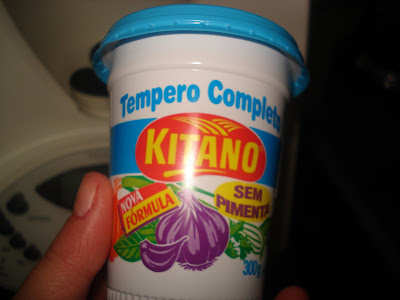 Tempero Completo
KITANO
NOVA
FÓRMULA
SEM
PIMENTA
300g